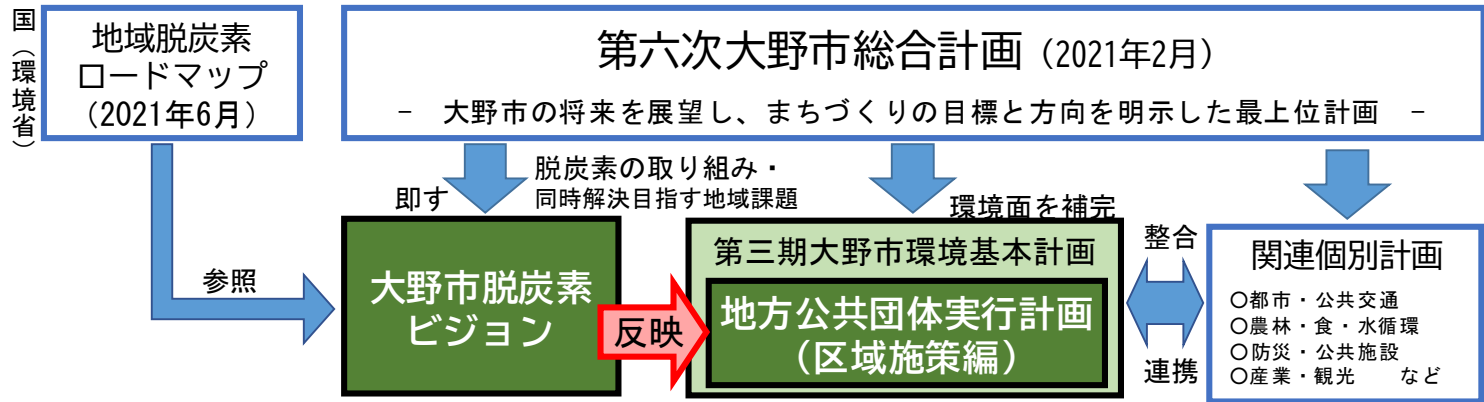 国（環境省）
地域脱炭素
ロードマップ
（2021年6月）
第六次大野市総合計画（2021年2月）
－　大野市の将来を展望し、まちづくりの目標と方向を明示した最上位計画　－
即す
脱炭素の取り組み・
同時解決目指す地域課題
環境面を補完
参照
大野市脱炭素
ビジョン
反映
第三期大野市環境基本計画
地方公共団体実行計画
（区域施策編）
整合
連携
関連個別計画
○都市・公共交通
○農林・食・水循環
○防災・公共施設
○産業・観光　　など